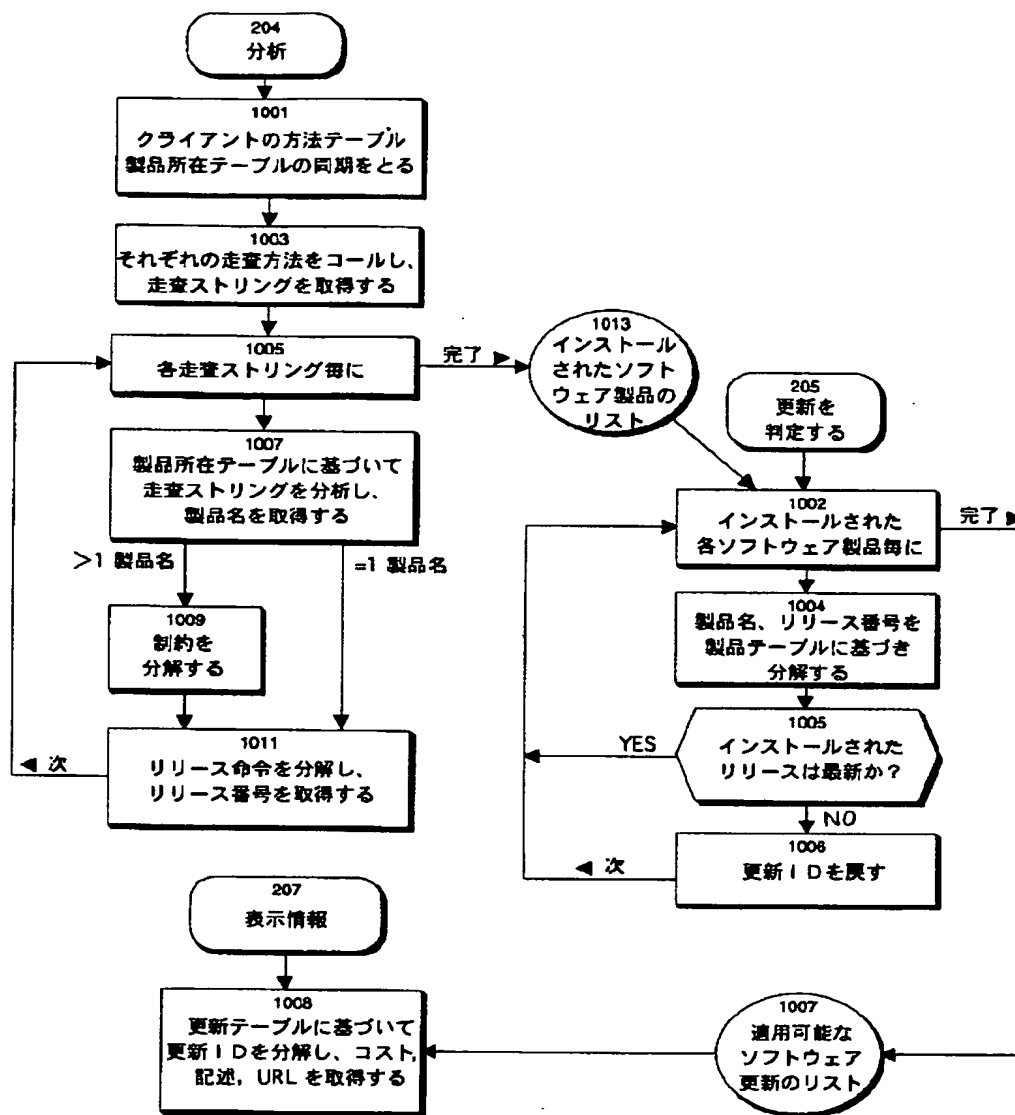 204
分析
1001
クライアントの方法テーブル
製品所在テーブルの同期をとる
1003
それぞれの走査方法をコールし、
走査ストリングを取得する
1005
各走査ストリング毎に
完了
1007
製品所在テーブルに基づいて
走査ストリングを分析し、
製品名を取得する
>1 製品名
=1 製品名
1009
制約を
分解する
1011
リリース命令を分解し、
リリース番号を取得する
次
1013
インストール
されたソフト
ウェア製品の
リスト
205
更新を
判定する
1002
インストールされた
各ソフトウェア製品毎に
完了
1004
製品名、リリース番号を
製品テーブルに基づき
分解する
1005
インストールされた
リリースは最新か?
YES
NO
1006
更新IDを戻す
次
207
表示情報
1008
更新テーブルに基づいて
更新IDを分解し、コスト,
記述, URLを取得する
1007
適用可能な
ソフトウェア
更新のリスト